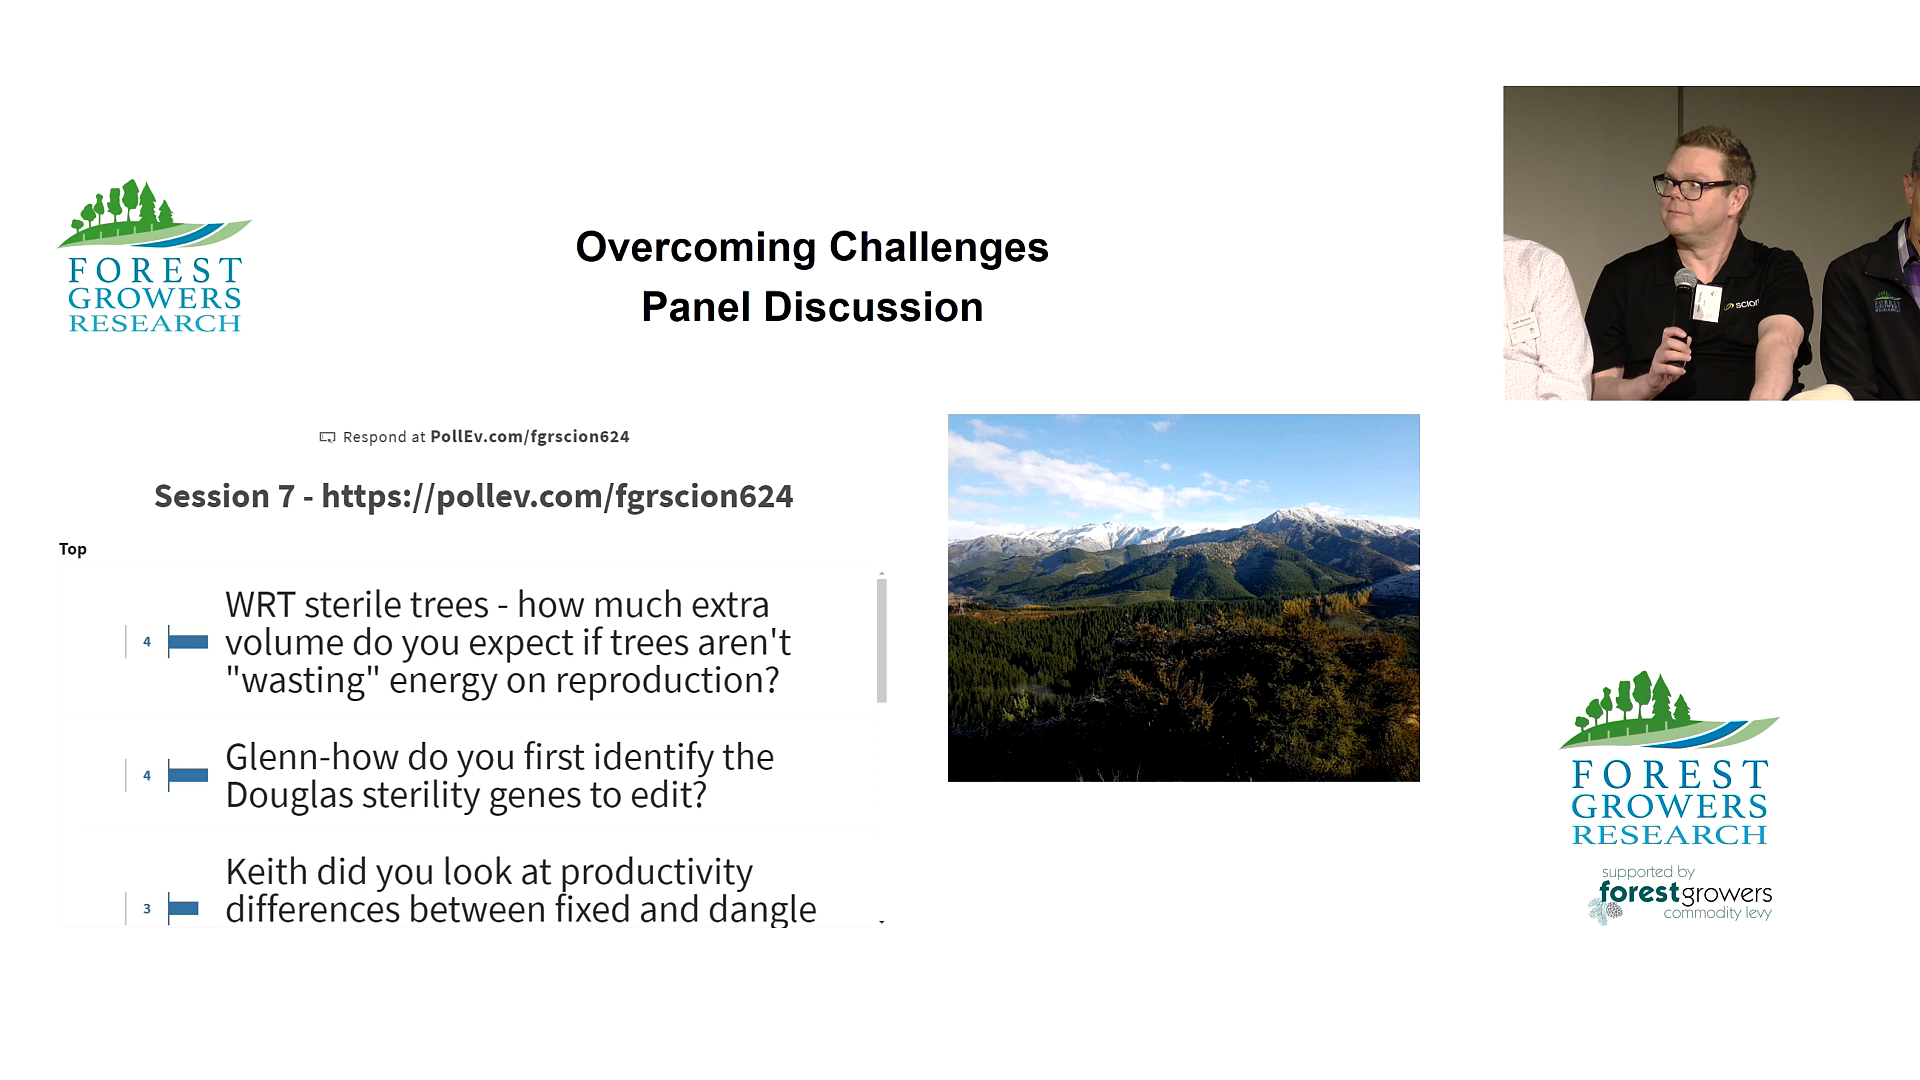 FOREST
GROWERS
RESEARCH
Overcoming Challenges
Panel Discussion
Respond at PollEv.com/fgrscion624
Session 7 - https://pollev.com/fgrscion624
Top
4
WRT sterile trees - how much extra
volume do you expect if trees aren't
"wasting" energy on reproduction?
4
Glenn-how do you first identify the
Douglas sterility genes to edit?
3
Keith did you look at productivity
differences between fixed and dangle
SCION
FOREST
GROWERS
RESEARCH
supported by
forestgrowers
commodity levy